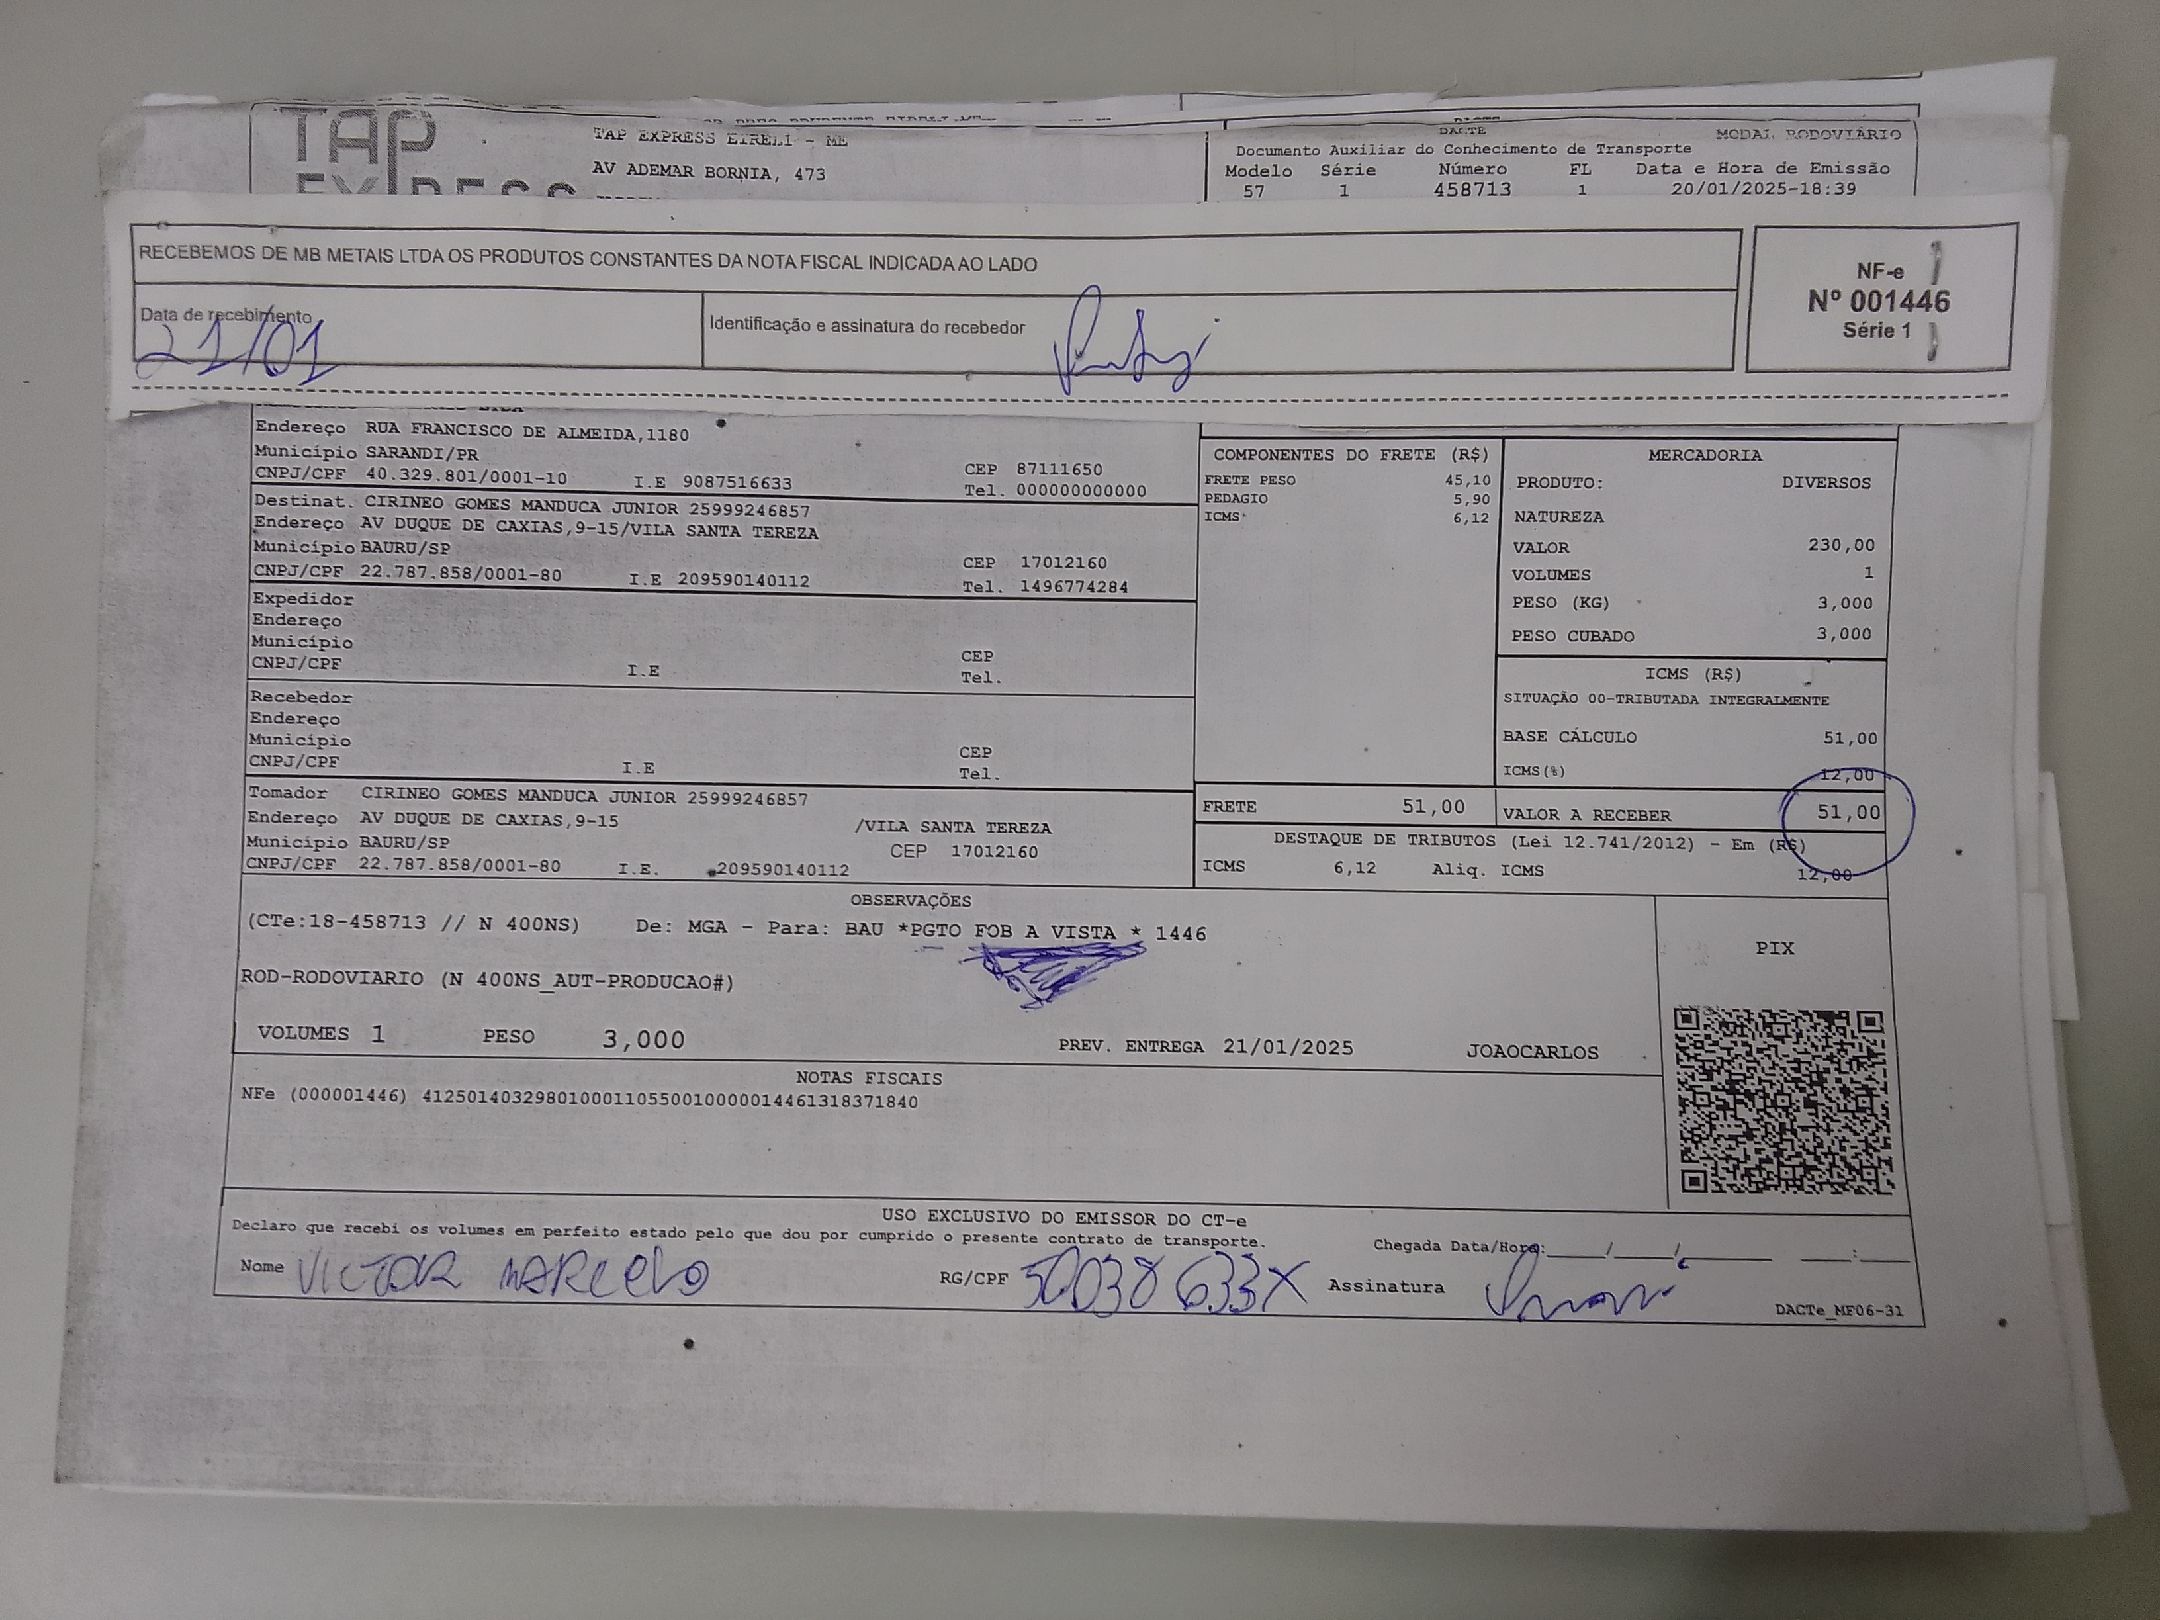 TAP
TAP EXPRESS EIRELI - ME
AV ADEMAR BORNIA, 473
DACTE
MODAL RODOVIÁRIO
Documento Auxiliar do Conhecimento de Transporte
Modelo Série Número FL Data e Hora de Emissão
57 1 458713 1 20/01/2025-18:39
RECEBEMOS DE MB METAIS LTDA OS PRODUTOS CONSTANTES DA NOTA FISCAL INDICADA AO LADO
Data de recebimento
21/01
Identificação e assinatura do recebedor
NF-e
Nº 001446
Série 1
Endereço RUA FRANCISCO DE ALMEIDA,1180
Município SARANDI/PR
CEP 87111650
CNPJ/CPF 40.329.801/0001-10 I.E 9087516633
Tel. 000000000000
Destinat. CIRINEO GOMES MANDUCA JUNIOR 25999246857
Endereço AV DUQUE DE CAXIAS,9-15/VILA SANTA TEREZA
Município BAURU/SP
CEP 17012160
CNPJ/CPF 22.787.858/0001-80 I.E 209590140112
Tel. 1496774284
Expedidor
Endereço
Município
CEP
CNPJ/CPF I.E
Tel.
Recebedor
Endereço
Município
CEP
CNPJ/CPF I.E
Tel.
Tomador CIRINEO GOMES MANDUCA JUNIOR 25999246857
Endereço AV DUQUE DE CAXIAS,9-15 /VILA SANTA TEREZA
Município BAURU/SP CEP 17012160
CNPJ/CPF 22.787.858/0001-80 I.E. 209590140112
COMPONENTES DO FRETE (R$)
FRETE PESO 45,10
PEDAGIO 5,90
ICMS 6,12
MERCADORIA
PRODUTO: DIVERSOS
NATUREZA
VALOR 230,00
VOLUMES 1
PESO (KG) 3,000
PESO CUBADO 3,000
ICMS (R$)
SITUAÇÃO 00-TRIBUTADA INTEGRALMENTE
BASE CÁLCULO 51,00
ICMS(%) 12,00
FRETE 51,00 VALOR A RECEBER 51,00
DESTAQUE DE TRIBUTOS (Lei 12.741/2012) - Em (R$)
ICMS 6,12 Aliq. ICMS 12,00
OBSERVAÇÕES
(CTe:18-458713 // N 400NS) De: MGA - Para: BAU *PGTO FOB A VISTA * 1446
ROD-RODOVIARIO (N 400NS_AUT-PRODUCAO#)
PIX
VOLUMES 1 PESO 3,000 PREV. ENTREGA 21/01/2025 JOAOCARLOS
NOTAS FISCAIS
NFe (000001446) 41250140329801000110550010000014461318371840
USO EXCLUSIVO DO EMISSOR DO CT-e
Declaro que recebi os volumes em perfeito estado pelo que dou por cumprido o presente contrato de transporte.
Chegada Data/Hora:____/____/______ ___:____
Nome VICTOR MARCELO RG/CPF 50038633X Assinatura
DACTe_MF06-31